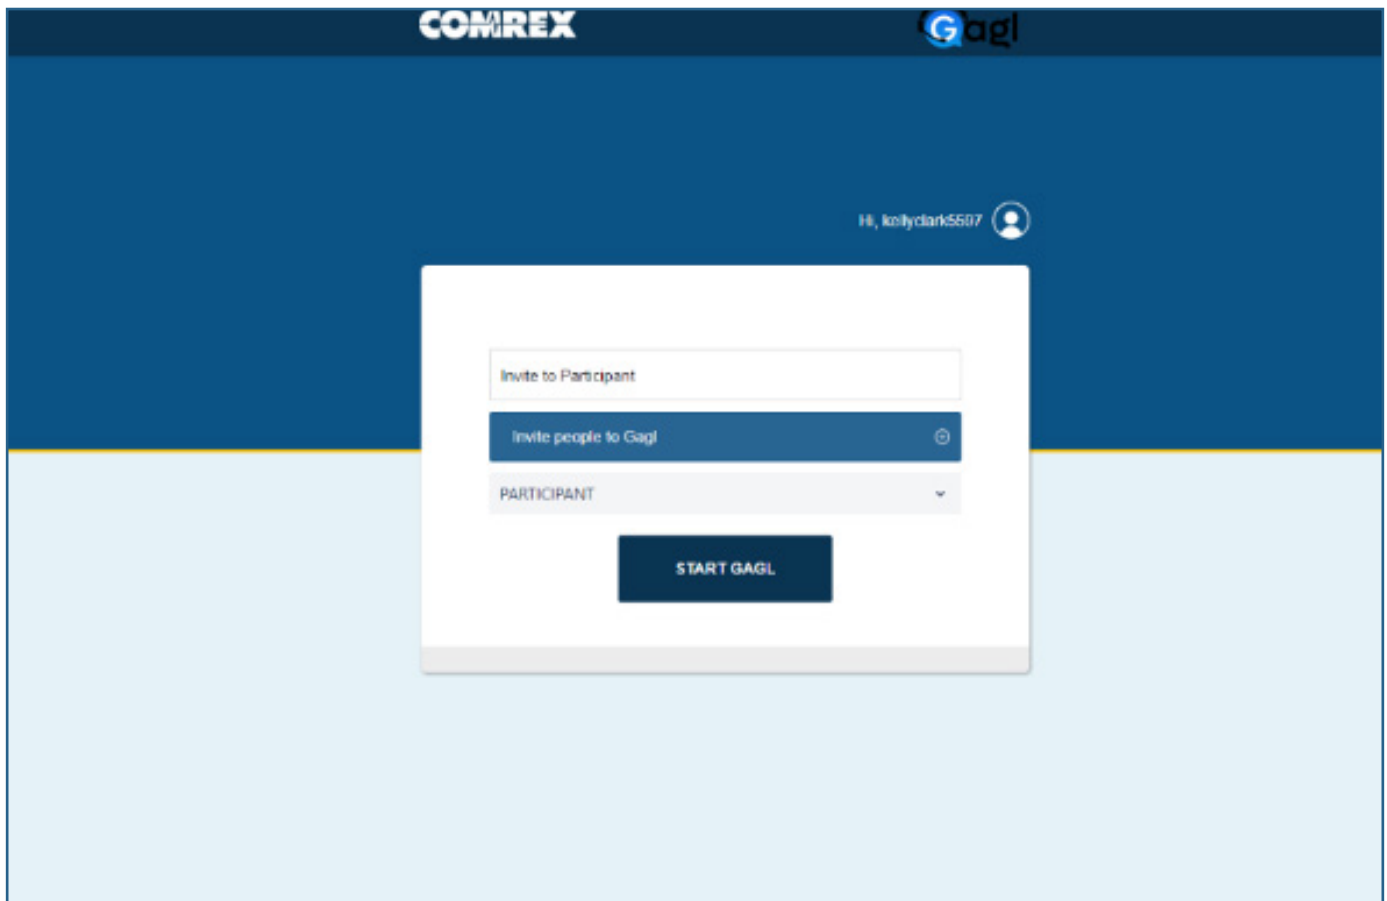 COMREX
Gagl
Hi, kellyclark5507
Invite to Participant
Invite people to Gagl
PARTICIPANT
START GAGL